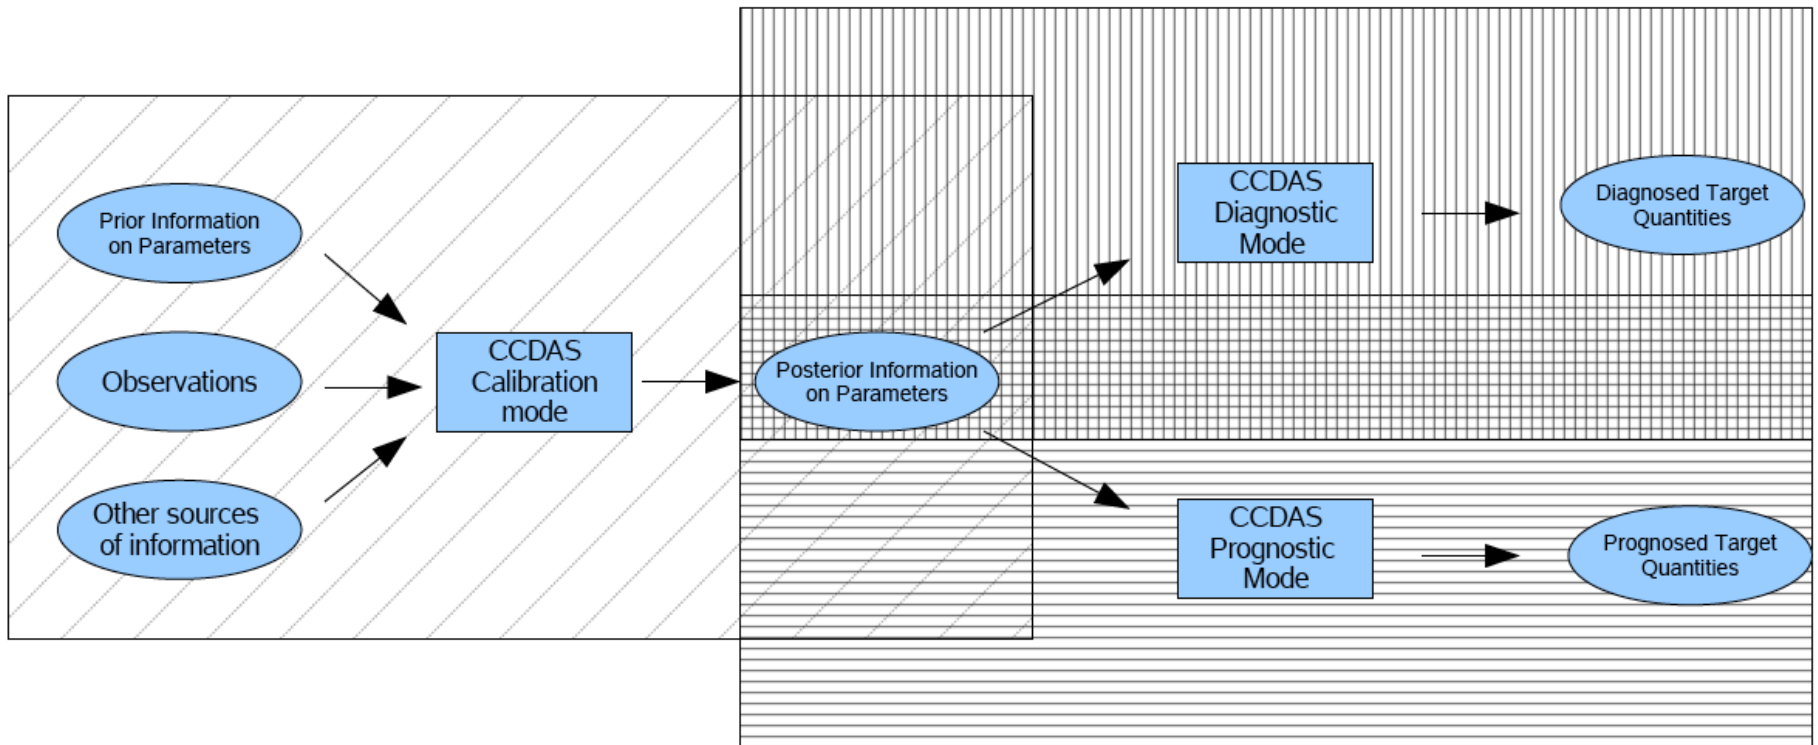 Prior Information
on Parameters
Observations
Other sources
of information
CCDAS
Calibration
mode
Posterior Information
on Parameters
CCDAS
Diagnostic
Mode
Diagnosed Target
Quantities
CCDAS
Prognostic
Mode
Prognosed Target
Quantities